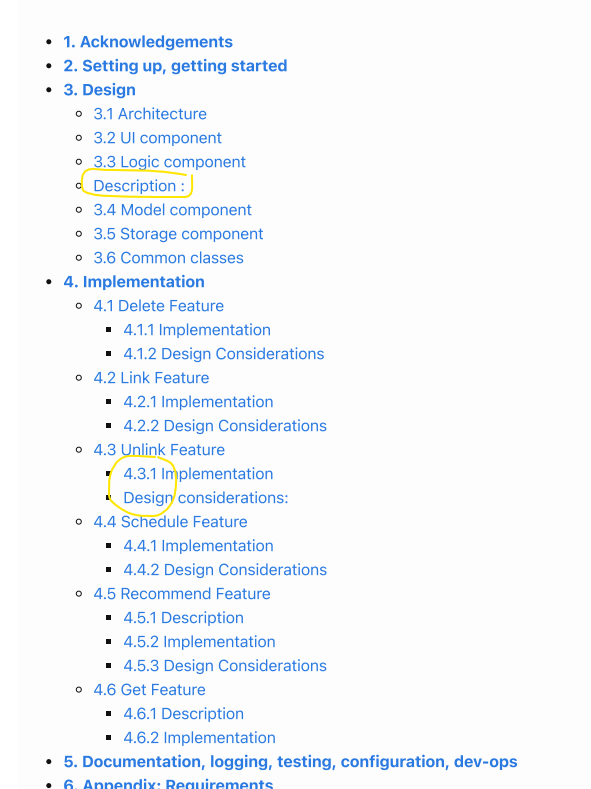 1. Acknowledgements
2. Setting up, getting started
3. Design
3.1 Architecture
3.2 UI component
3.3 Logic component
Description :
3.4 Model component
3.5 Storage component
3.6 Common classes
4. Implementation
4.1 Delete Feature
4.1.1 Implementation
4.1.2 Design Considerations
4.2 Link Feature
4.2.1 Implementation
4.2.2 Design Considerations
4.3 Unlink Feature
4.3.1 Implementation
Design considerations:
4.4 Schedule Feature
4.4.1 Implementation
4.4.2 Design Considerations
4.5 Recommend Feature
4.5.1 Description
4.5.2 Implementation
4.5.3 Design Considerations
4.6 Get Feature
4.6.1 Description
4.6.2 Implementation
5. Documentation, logging, testing, configuration, dev-ops
6. Appendix: Requirements